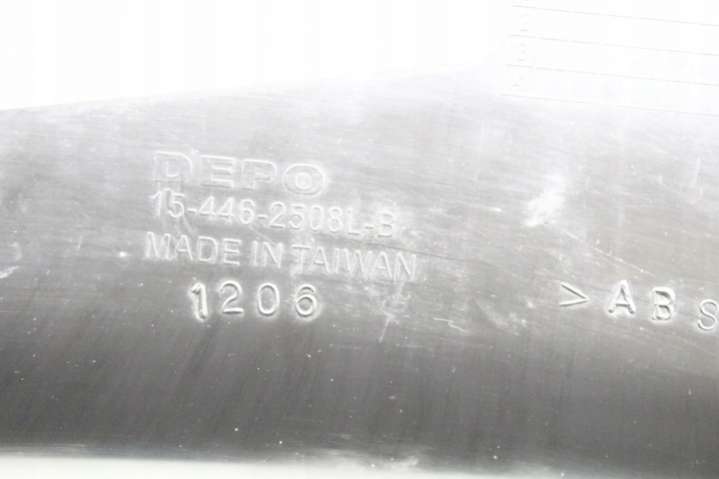 DEPO
15-446-2508L-B
MADE IN TAIWAN
1206
>ABS